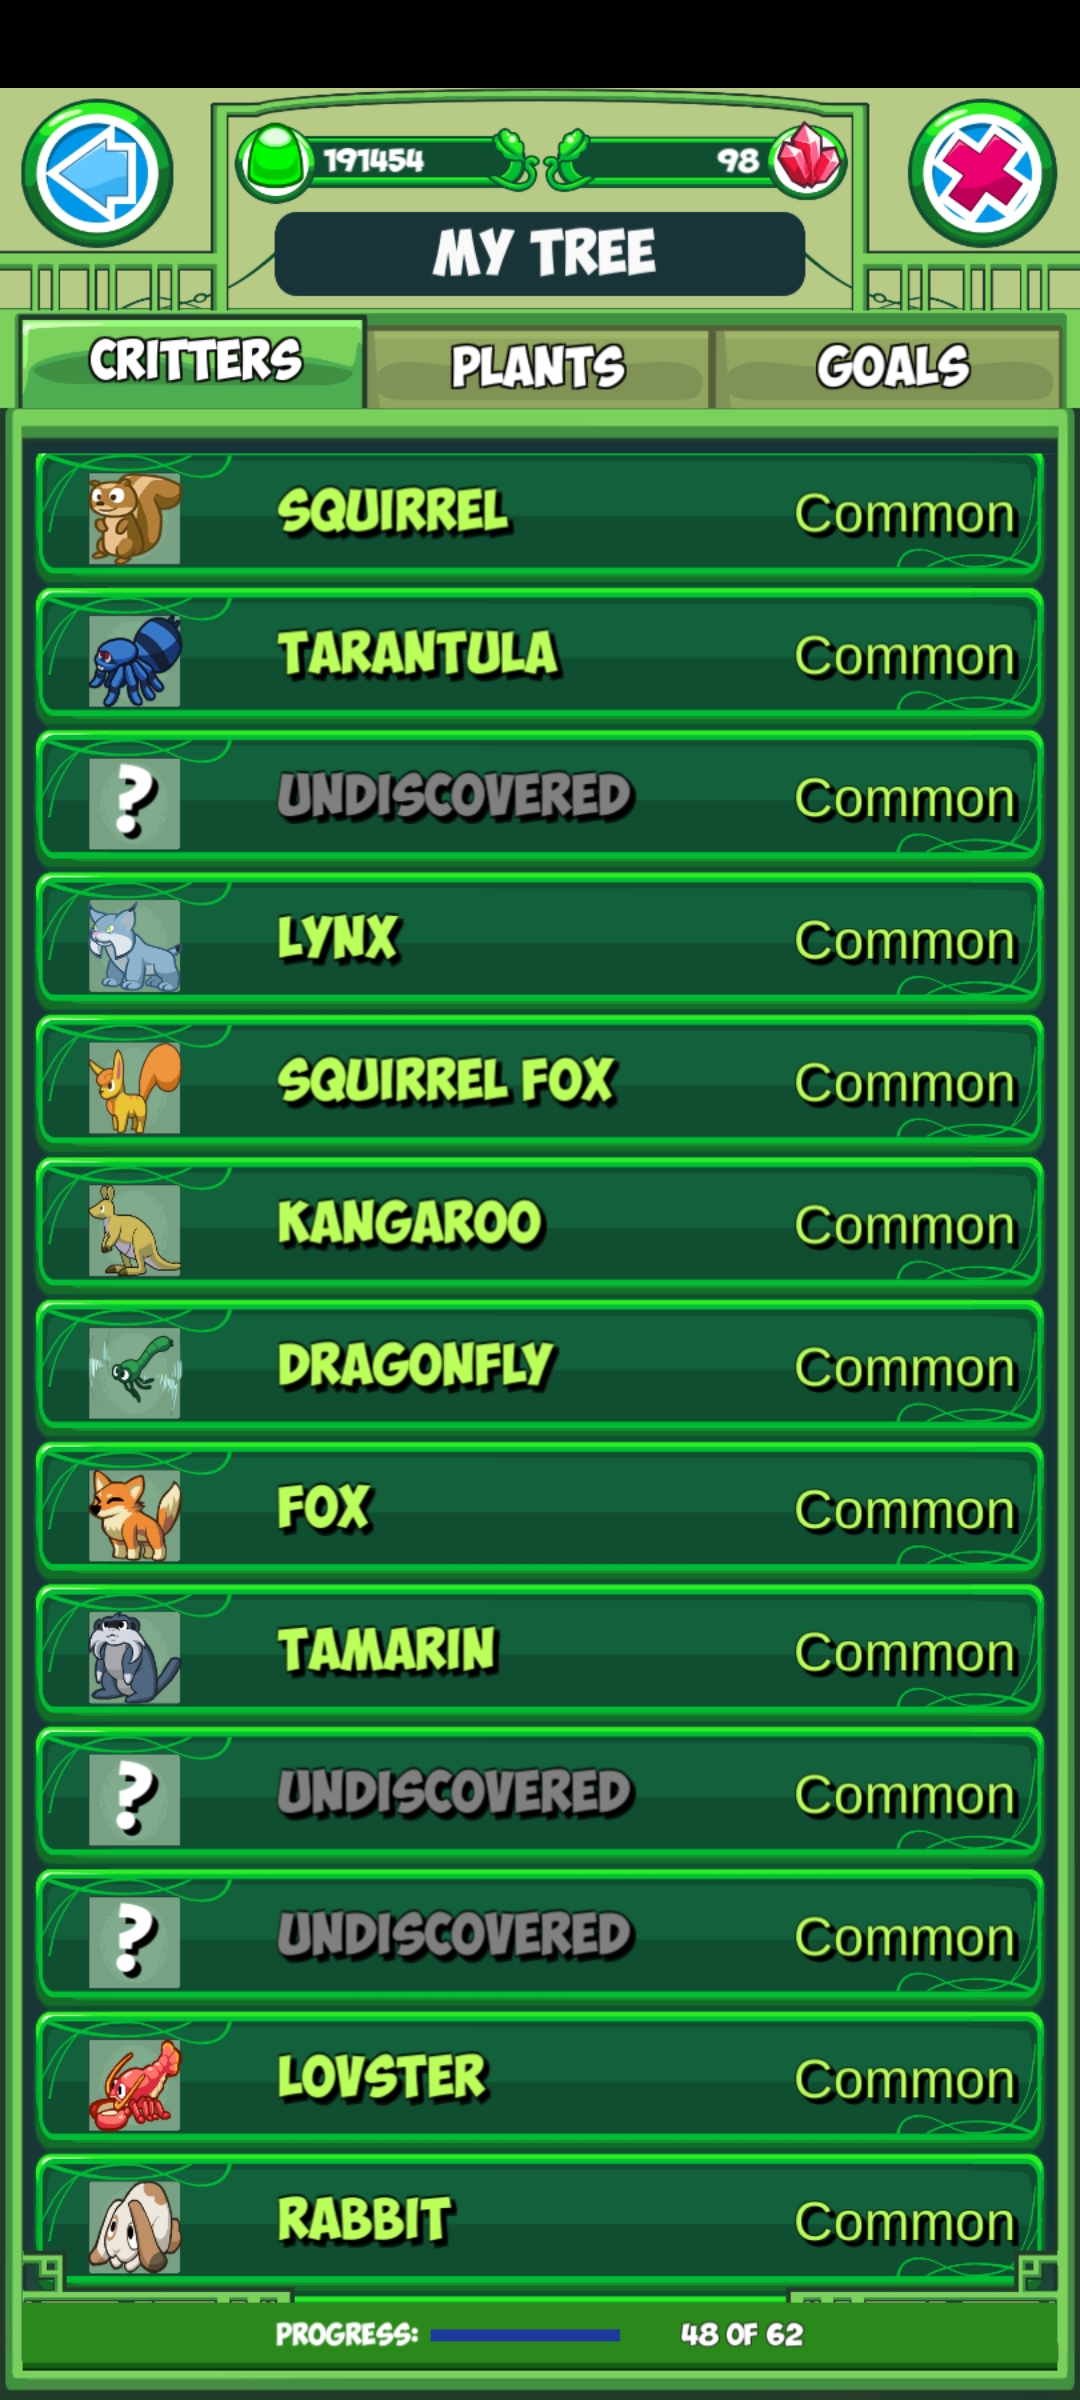 191454 98
MY TREE
CRITTERS PLANTS GOALS
SQUIRREL Common
TARANTULA Common
? UNDISCOVERED Common
LYNX Common
SQUIRREL FOX Common
KANGAROO Common
DRAGONFLY Common
FOX Common
TAMARIN Common
? UNDISCOVERED Common
? UNDISCOVERED Common
LOVSTER Common
RABBIT Common
PROGRESS: 48 OF 62